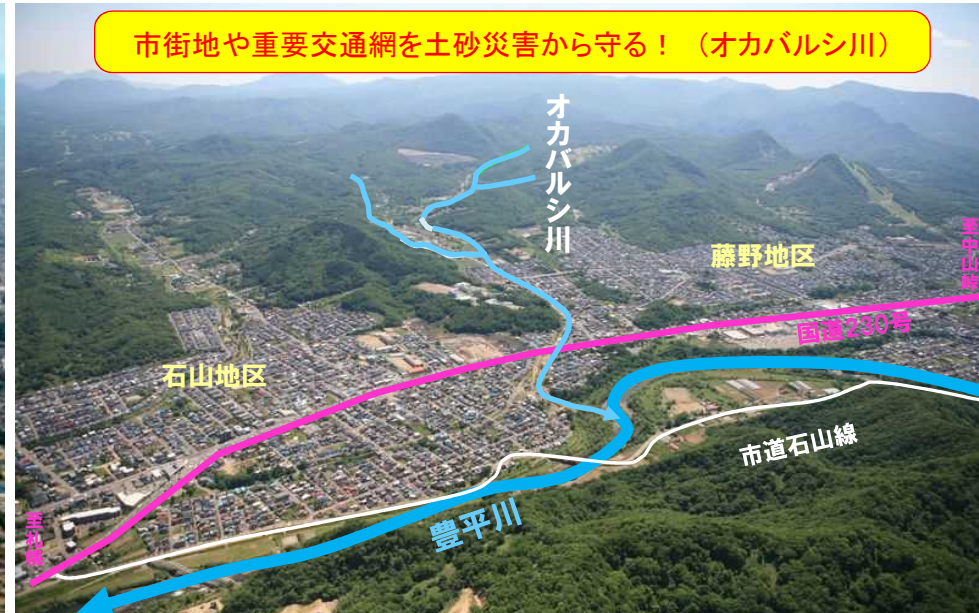 市街地や重要交通網を土砂災害から守る！ （オカバルシ川）
オカバルシ川
藤野地区
至中山峠
国道230号
石山地区
市道石山線
豊平川
至札幌